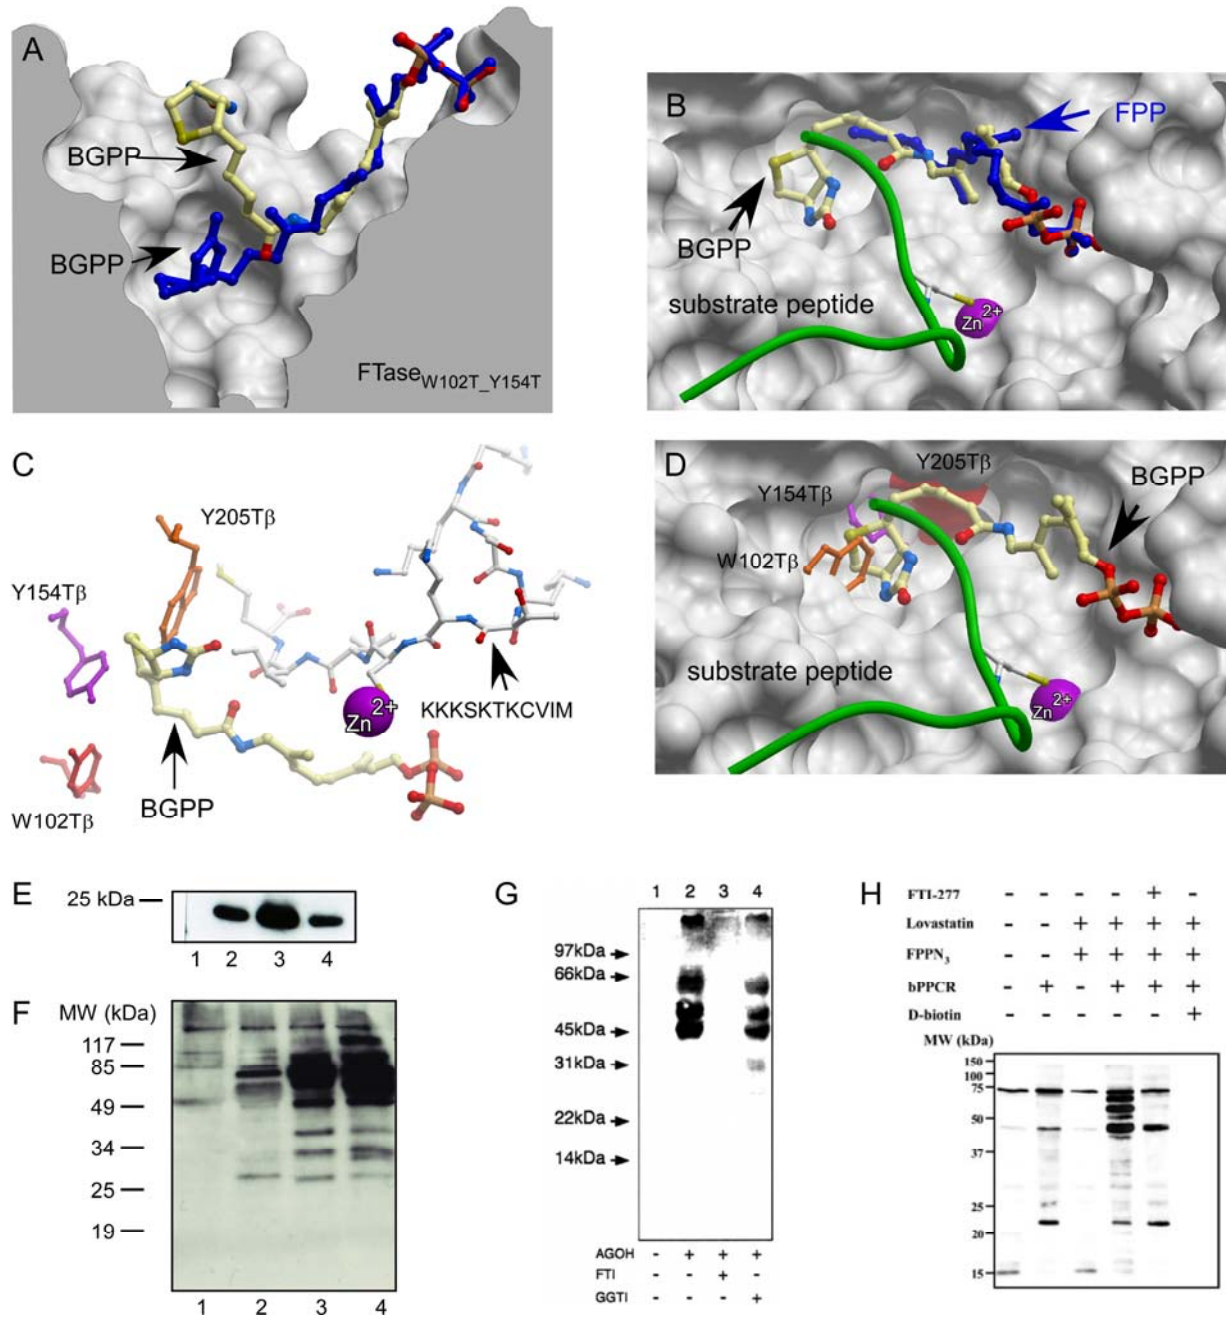 A
BGPP
BGPP
FTaseW102T_Y154T
B
FPP
BGPP
substrate peptide
Zn2+
C
Y205Tβ
Y154Tβ
Zn2+
KKKSKTKCVIM
W102Tβ
BGPP
D
Y205Tβ
BGPP
Y154Tβ
W102Tβ
substrate peptide
Zn2+
E
25 kDa
1 2 3 4
F
MW (kDa)
117
85
49
34
25
19
1 2 3 4
G
1 2 3 4
97kDa
66kDa
45kDa
31kDa
22kDa
14kDa
AGOH - + + +
FTI - - + -
GGTI - - - +
H
FTI-277 - - - - + -
Lovastatin - - + + + +
FPPN3 - - + + + +
bPPCR - + - + + +
D-biotin - - - - - +
MW (kDa)
150
100
75
50
37
25
20
15